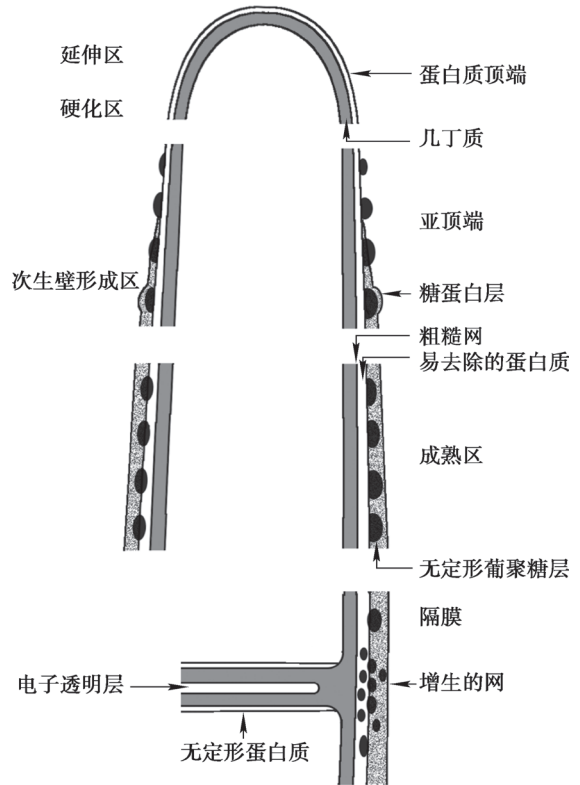 延伸区
蛋白质顶端
硬化区
几丁质
亚顶端
次生壁形成区
糖蛋白层
粗糙网
易去除的蛋白质
成熟区
无定形葡聚糖层
隔膜
电子透明层
增生的网
无定形蛋白质